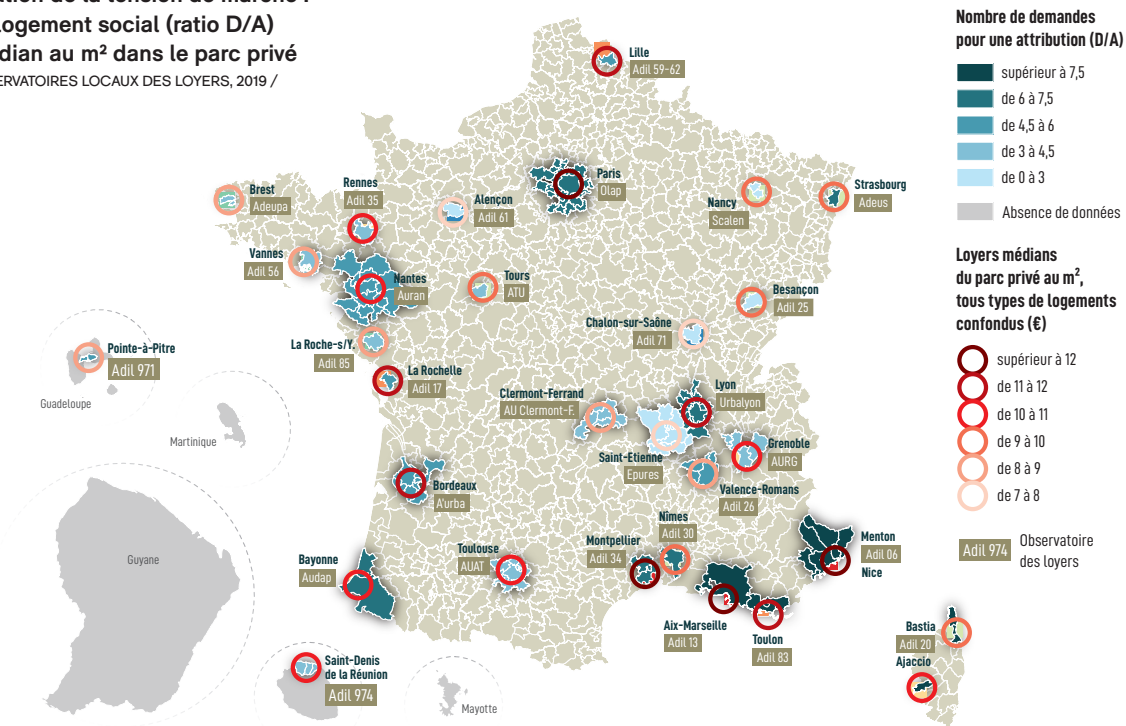 logement social (ratio D/A)
au m² dans le parc privé
OBSERVATOIRES LOCAUX DES LOYERS, 2019 /
Nombre de demandes
pour une attribution (D/A)
supérieur à 7,5
de 6 à 7,5
de 4,5 à 6
de 3 à 4,5
de 0 à 3
Absence de données
Loyers médians
du parc privé au m²,
tous types de logements
confondus (€)
supérieur à 12
de 11 à 12
de 10 à 11
de 9 à 10
de 8 à 9
de 7 à 8
Adil 974
Observatoire
des loyers
Lille
Adil 59-62
Paris
Olap
Brest
Adeupa
Rennes
Adil 35
Alençon
Adil 61
Nancy
Scalen
Strasbourg
Adeus
Vannes
Adil 56
Nantes
Auran
Tours
ATU
Besançon
Adil 25
Chalon-sur-Saône
Adil 71
La Roche-s/Y.
Adil 85
La Rochelle
Adil 17
Pointe-à-Pitre
Adil 971
Guadeloupe
Martinique
Guyane
Clermont-Ferrand
AU Clermont-F.
Lyon
Urbalyon
Saint-Etienne
Epures
Grenoble
AURG
Valence-Romans
Adil 26
Bordeaux
A'urba
Nîmes
Adil 30
Montpellier
Adil 34
Toulouse
AUAT
Bayonne
Audap
Menton
Adil 06
Nice
Aix-Marseille
Adil 13
Toulon
Adil 83
Bastia
Adil 20
Ajaccio
Saint-Denis
de la Réunion
Adil 974
Mayotte